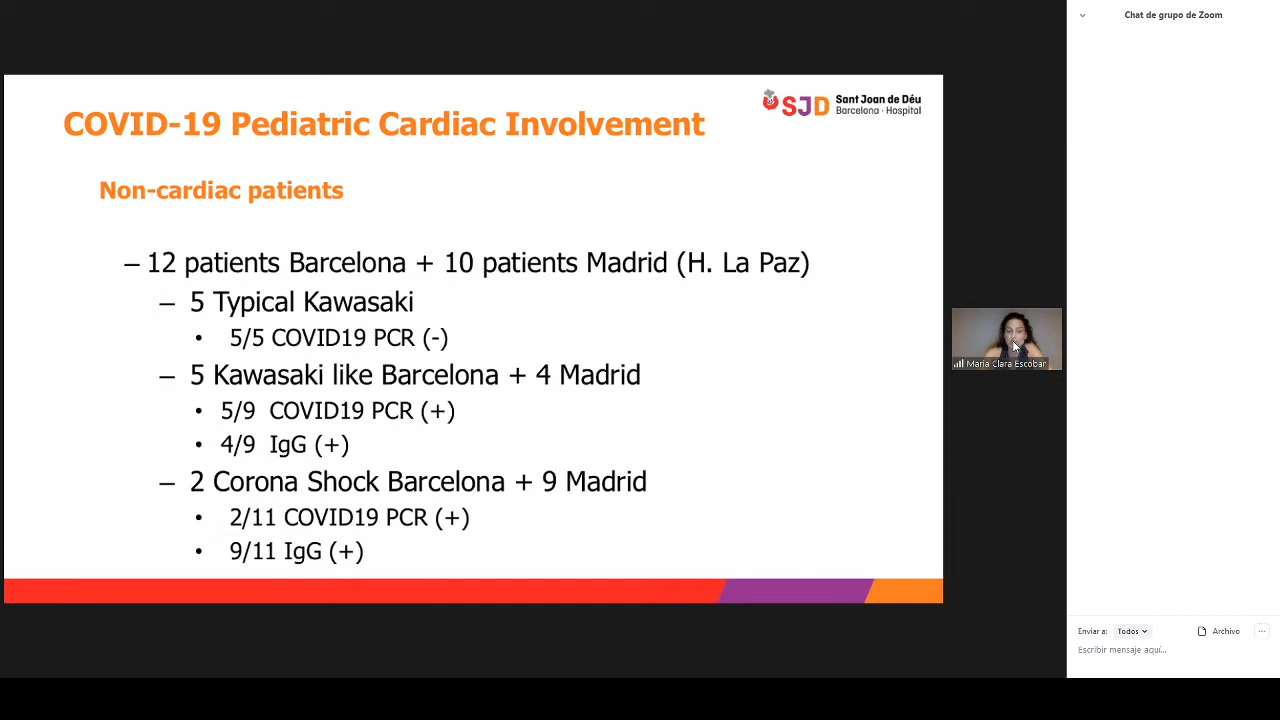 Chat de grupo de Zoom
SJD Sant Joan de Déu
Barcelona · Hospital
COVID-19 Pediatric Cardiac Involvement
Non-cardiac patients
– 12 patients Barcelona + 10 patients Madrid (H. La Paz)
– 5 Typical Kawasaki
• 5/5 COVID19 PCR (-)
– 5 Kawasaki like Barcelona + 4 Madrid
• 5/9 COVID19 PCR (+)
• 4/9 IgG (+)
– 2 Corona Shock Barcelona + 9 Madrid
• 2/11 COVID19 PCR (+)
• 9/11 IgG (+)
Maria Clara Escobar
Enviar a: Todos Archivo ...
Escribir mensaje aquí...